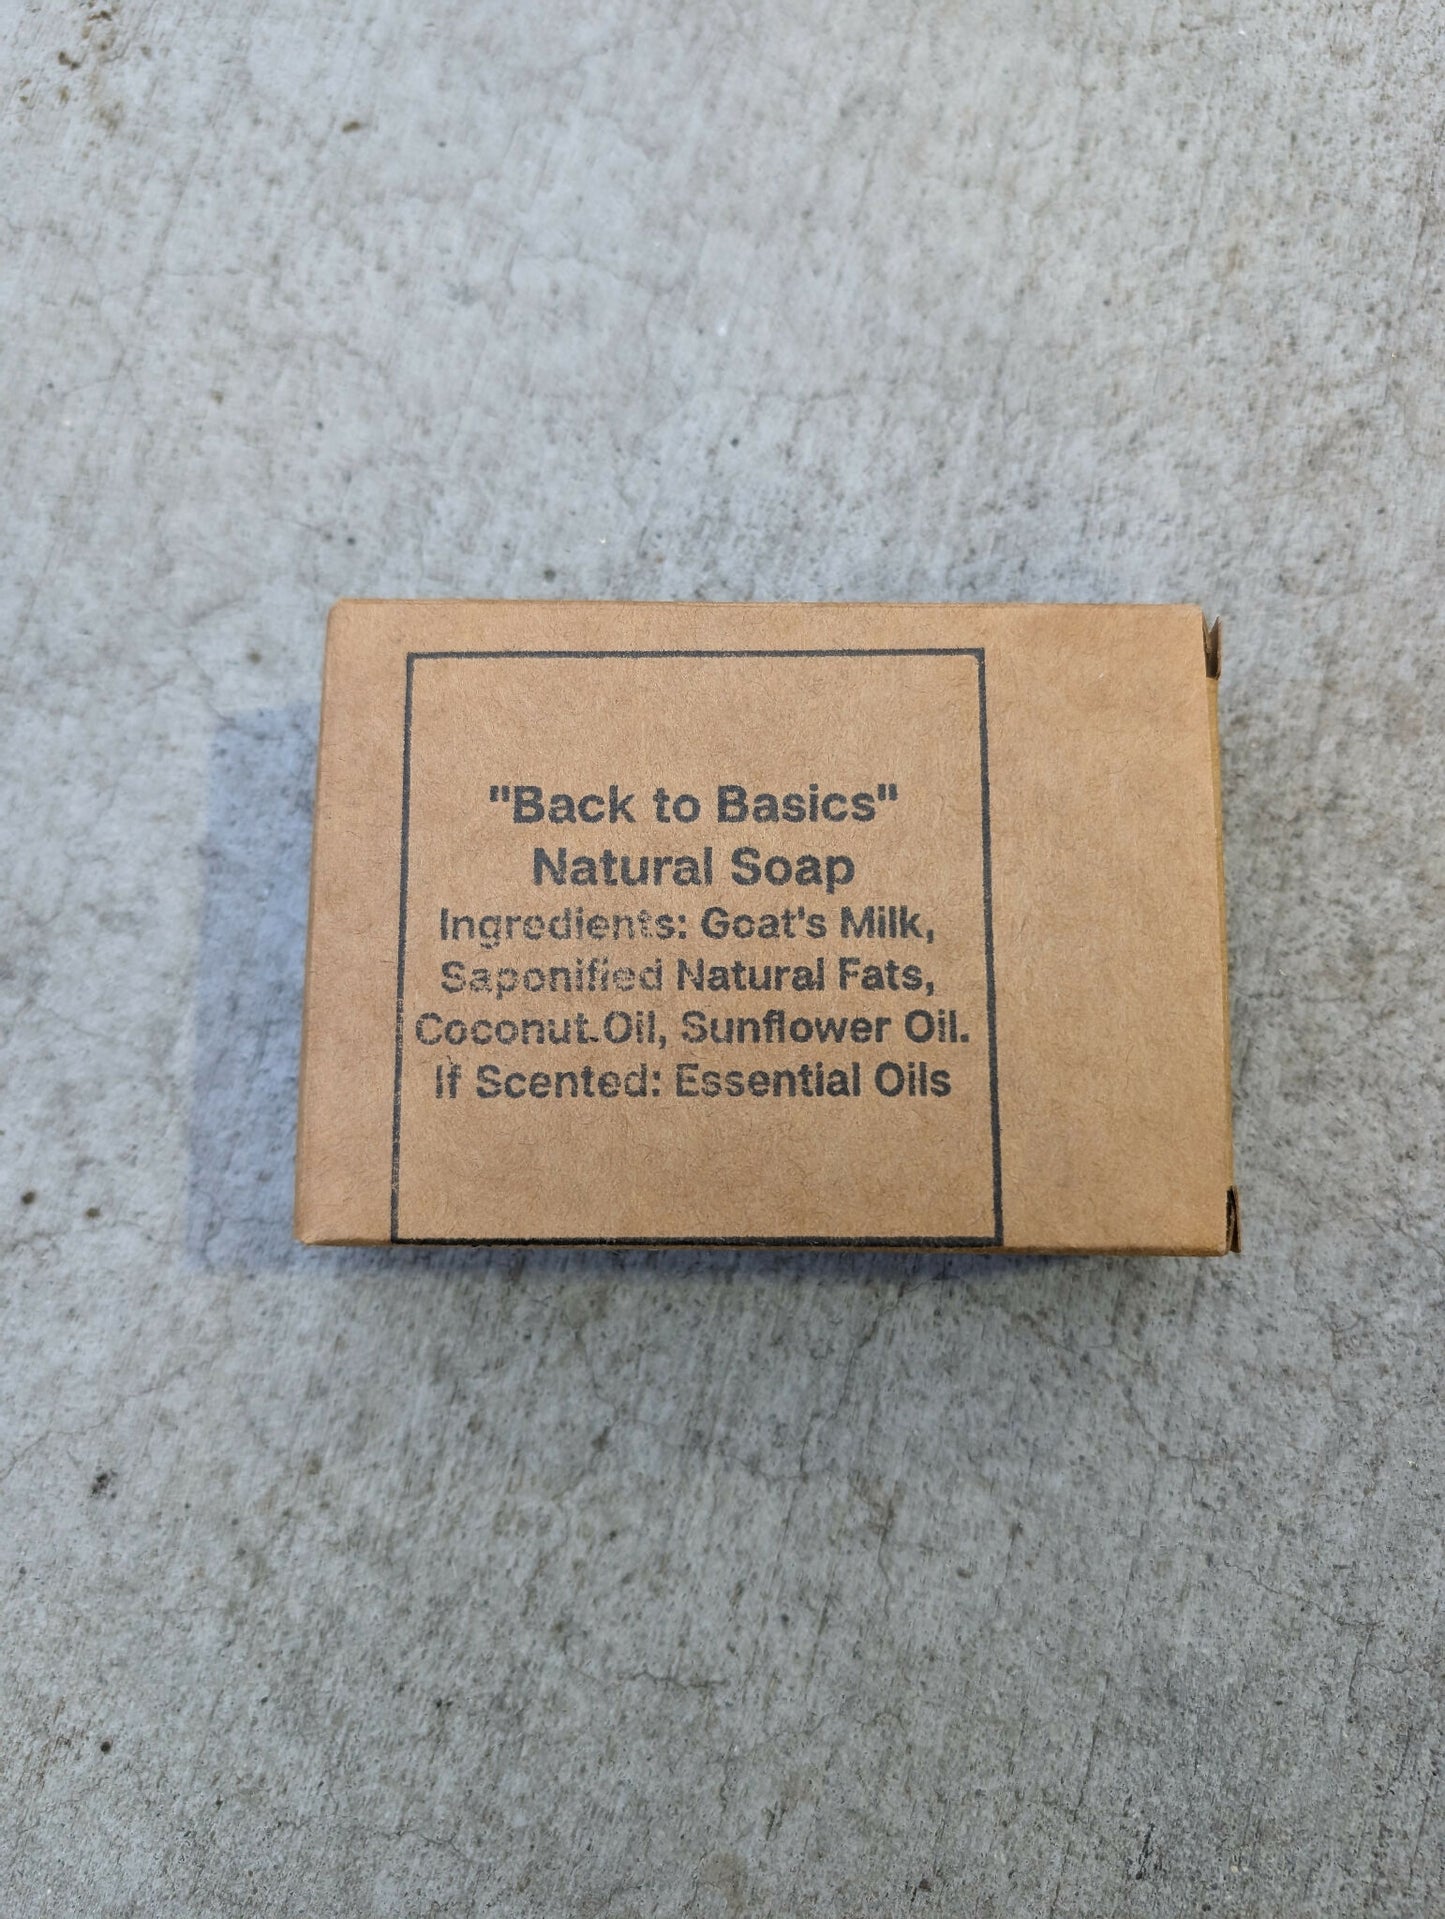 "Back to Basics"
Natural Soap
Ingredients: Goat's Milk,
Saponified Natural Fats,
Coconut Oil, Sunflower Oil.
If Scented: Essential Oils